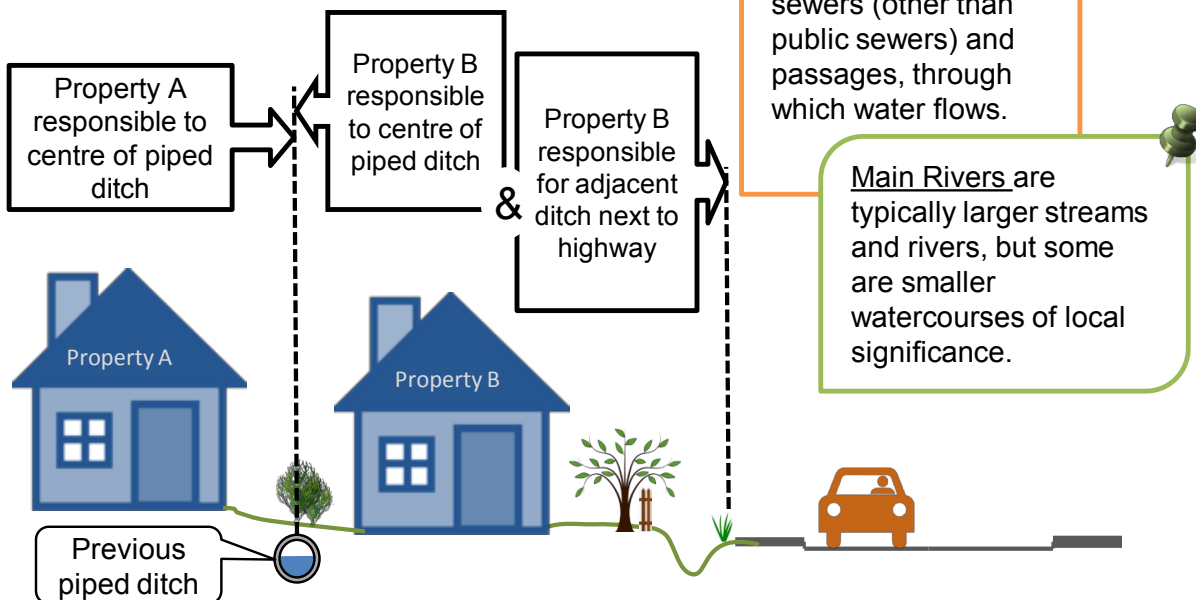 Property A
responsible to
centre of piped
ditch
Property B
responsible
to centre of
piped ditch
&
Property B
responsible
for adjacent
ditch next to
highway
sewers (other than
public sewers) and
passages, through
which water flows.
Main Rivers are
typically larger streams
and rivers, but some
are smaller
watercourses of local
significance.
Property A
Property B
Previous
piped ditch